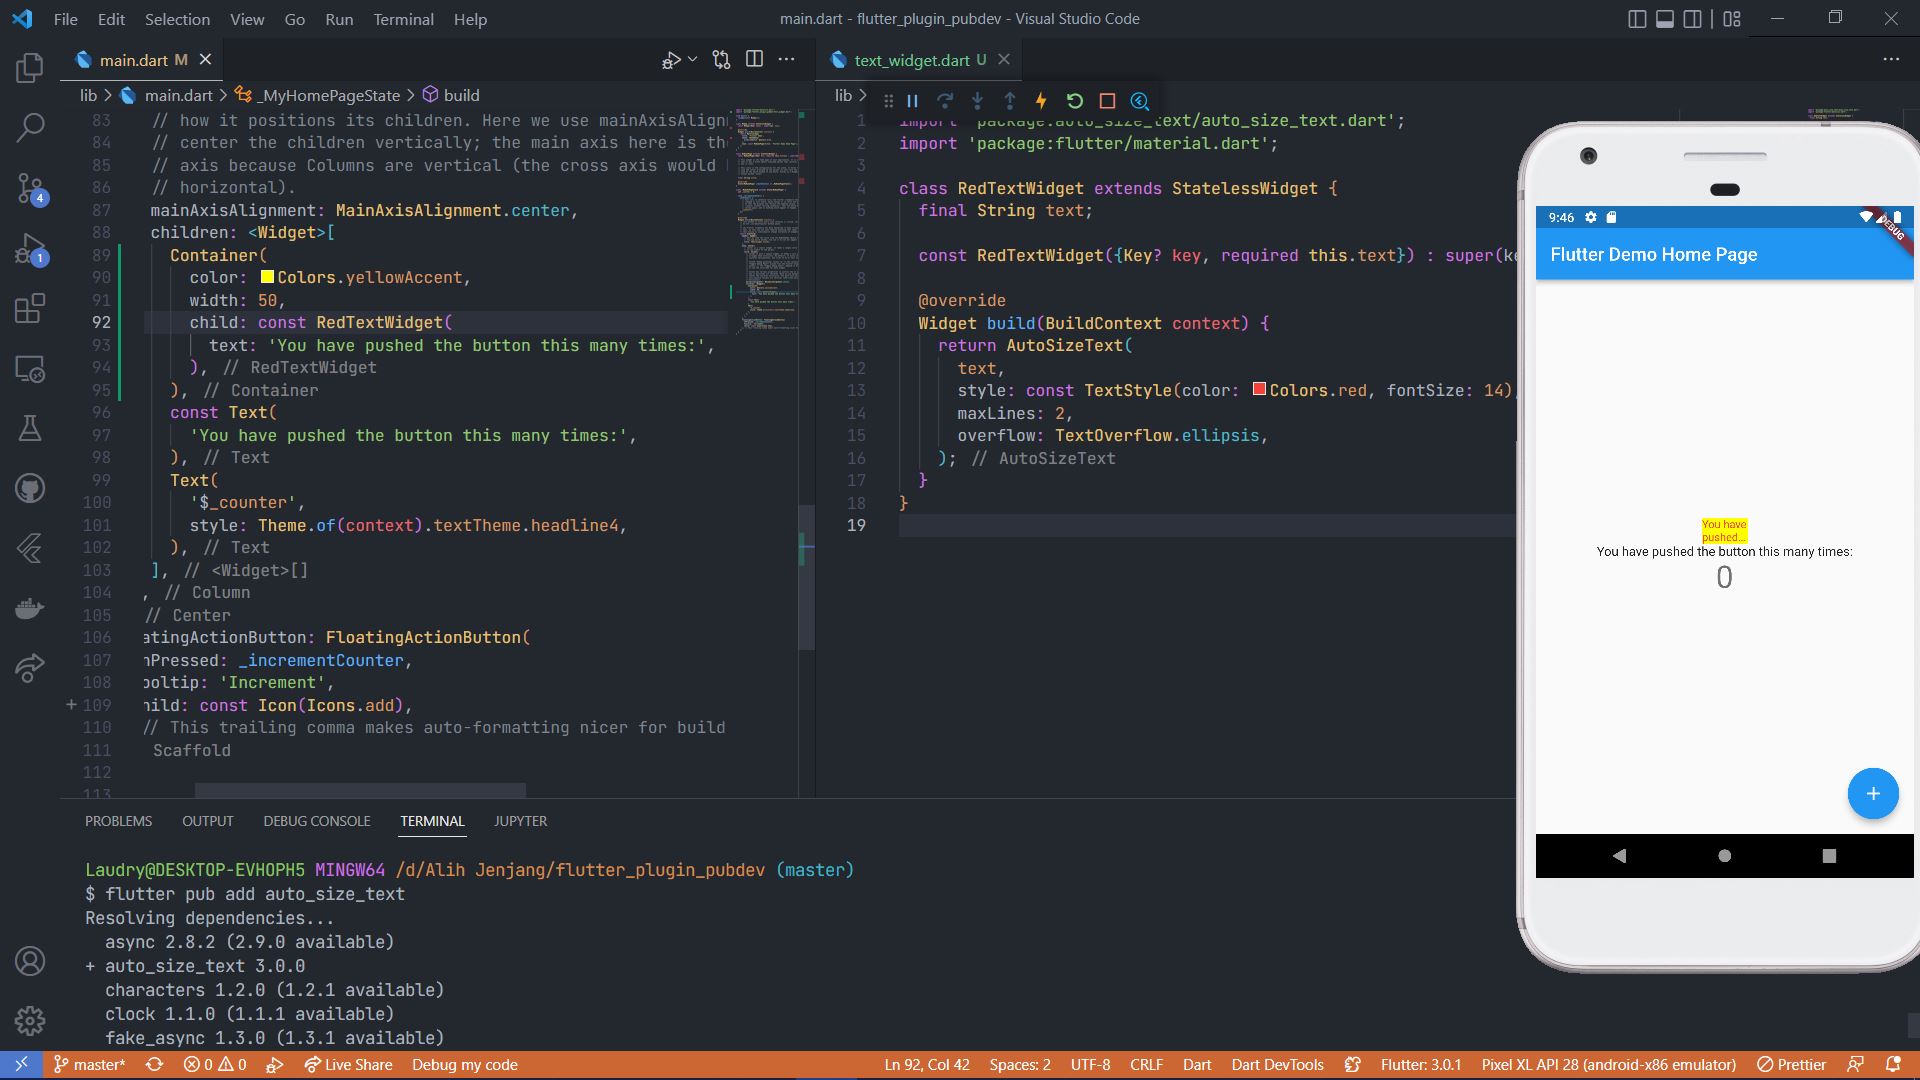 File Edit Selection View Go Run Terminal Help
main.dart - flutter_plugin_pubdev - Visual Studio Code
main.dart M
lib > main.dart > _MyHomePageState > build
83 // how it positions its children. Here we use mainAxisAlign
84 // center the children vertically; the main axis here is th
85 // axis because Columns are vertical (the cross axis would
86 // horizontal).
87 mainAxisAlignment: MainAxisAlignment.center,
88 children: <Widget>[
89 Container(
90 color: Colors.yellowAccent,
91 width: 50,
92 child: const RedTextWidget(
93 text: 'You have pushed the button this many times:',
94 ), // RedTextWidget
95 ), // Container
96 const Text(
97 'You have pushed the button this many times:',
98 ), // Text
99 Text(
100 '$_counter',
101 style: Theme.of(context).textTheme.headline4,
102 ), // Text
103 ], // <Widget>[]
104 , // Column
105 // Center
106 atingActionButton: FloatingActionButton(
107 nPressed: _incrementCounter,
108 ooltip: 'Increment',
109 hild: const Icon(Icons.add),
110 // This trailing comma makes auto-formatting nicer for build
111 Scaffold
112
113
text_widget.dart U
lib >
1 import 'package:auto_size_text/auto_size_text.dart';
2 import 'package:flutter/material.dart';
3
4 class RedTextWidget extends StatelessWidget {
5 final String text;
6
7 const RedTextWidget({Key? key, required this.text}) : super(ke
8
9 @override
10 Widget build(BuildContext context) {
11 return AutoSizeText(
12 text,
13 style: const TextStyle(color: Colors.red, fontSize: 14),
14 maxLines: 2,
15 overflow: TextOverflow.ellipsis,
16 ); // AutoSizeText
17 }
18 }
19
9:46
DEBUG
Flutter Demo Home Page
You have
pushed...
You have pushed the button this many times:
0
+
4
1
PROBLEMS OUTPUT DEBUG CONSOLE TERMINAL JUPYTER
Laudry@DESKTOP-EVHOPH5 MINGW64 /d/Alih Jenjang/flutter_plugin_pubdev (master)
$ flutter pub add auto_size_text
Resolving dependencies...
async 2.8.2 (2.9.0 available)
+ auto_size_text 3.0.0
characters 1.2.0 (1.2.1 available)
clock 1.1.0 (1.1.1 available)
fake_async 1.3.0 (1.3.1 available)
master* 0 0 Live Share Debug my code Ln 92, Col 42 Spaces: 2 UTF-8 CRLF Dart Dart DevTools Flutter: 3.0.1 Pixel XL API 28 (android-x86 emulator) Prettier